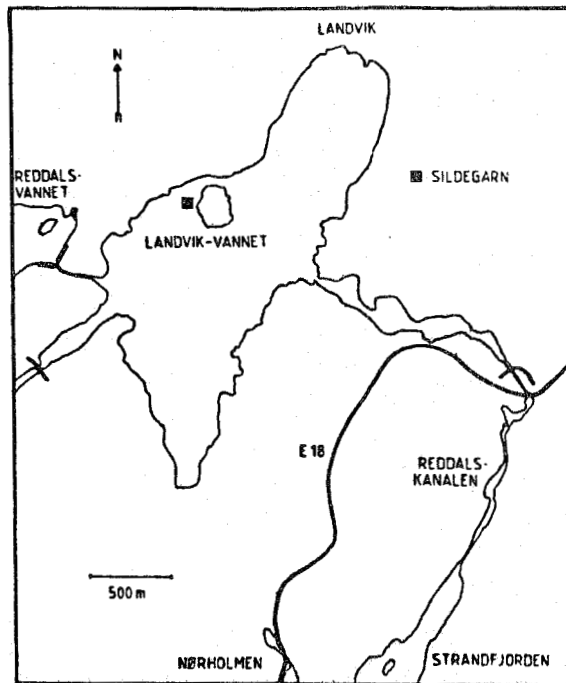 LANDVIK
N
REDDALS-
VANNET
SILDEGARN
LANDVIK-VANNET
E 18
REDDALS-
KANALEN
500 m
NØRHOLMEN
STRANDFJORDEN